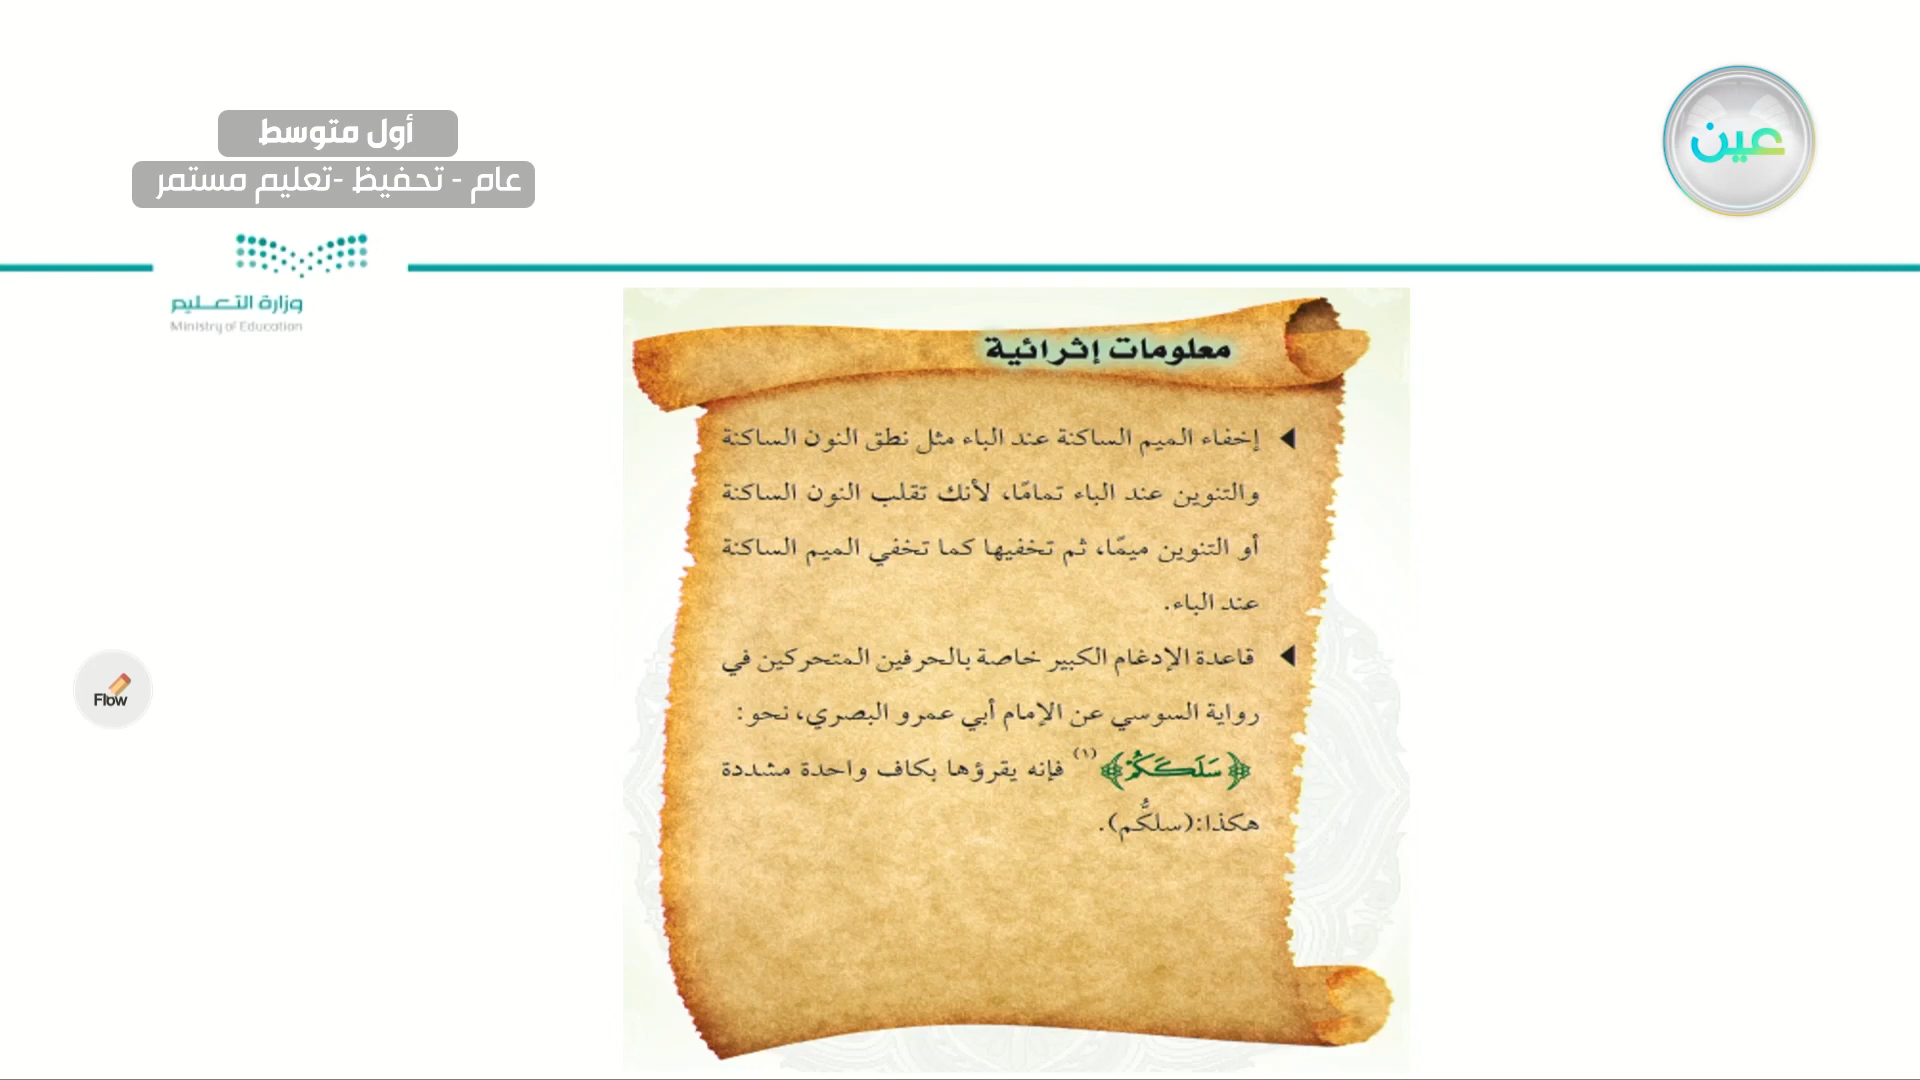 أول متوسط
عام - تحفيظ -تعليم مستمر
عين
وزارة التعـــليم
Ministry of Education
معلومات إثرائية
إخفاء الميم الساكنة عند الباء مثل نطق النون الساكنة
والتنوين عند الباء تمامًا، لأنك تقلب النون الساكنة
أو التنوين ميمًا، ثم تخفيها كما تخفي الميم الساكنة
عند الباء.
قاعدة الإدغام الكبير خاصة بالحرفين المتحركين في
رواية السوسي عن الإمام أبي عمرو البصري، نحو:
﴿سَلَكَكُمْ﴾(١) فإنه يقرؤها بكاف واحدة مشددة
هكذا:(سلكُّم).
Flow